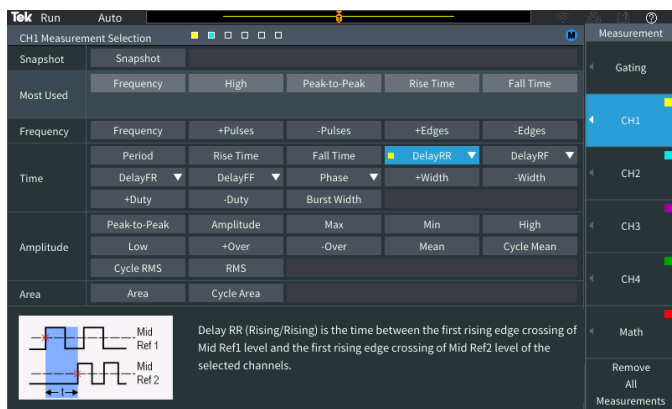 Tek Run Auto
CH1 Measurement Selection M Measurement
Snapshot Snapshot
Gating
Most Used Frequency High Peak-to-Peak Rise Time Fall Time
CH1
Frequency Frequency +Pulses -Pulses +Edges -Edges
Time Period Rise Time Fall Time DelayRR DelayRF
DelayFR DelayFF Phase +Width -Width
CH2
+Duty -Duty Burst Width
Amplitude Peak-to-Peak Amplitude Max Min High
CH3
Low +Over -Over Mean Cycle Mean
Cycle RMS RMS
CH4
Area Area Cycle Area
Mid
Ref 1
Mid
Ref 2
t
Delay RR (Rising/Rising) is the time between the first rising edge crossing of
Mid Ref1 level and the first rising edge crossing of Mid Ref2 level of the
selected channels.
Math
Remove
All
Measurements